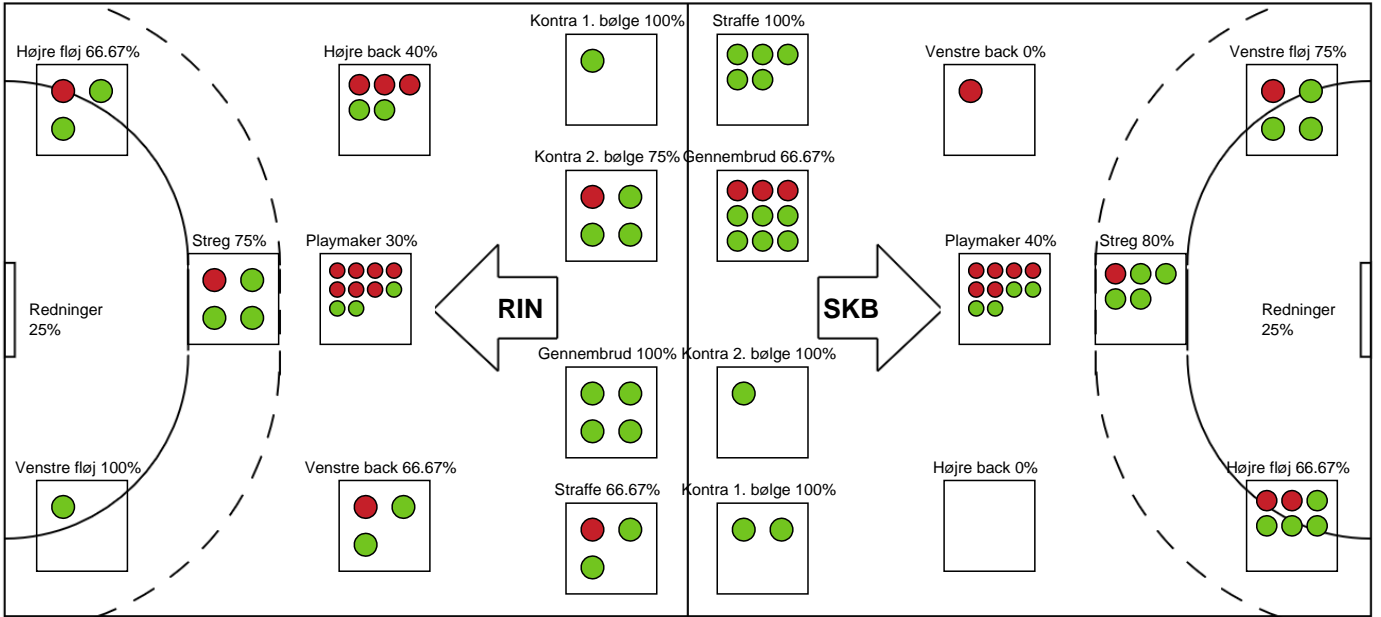 Kontra 1. bølge 100%
Straffe 100%
Højre fløj 66.67%
Højre back 40%
Venstre back 0%
Venstre fløj 75%
Kontra 2. bølge 75%
Gennembrud 66.67%
Streg 75%
Playmaker 30%
Playmaker 40%
Streg 80%
Redninger
25%
RIN
SKB
Redninger
25%
Gennembrud 100%
Kontra 2. bølge 100%
Venstre fløj 100%
Venstre back 66.67%
Højre back 0%
Højre fløj 66.67%
Straffe 66.67%
Kontra 1. bølge 100%